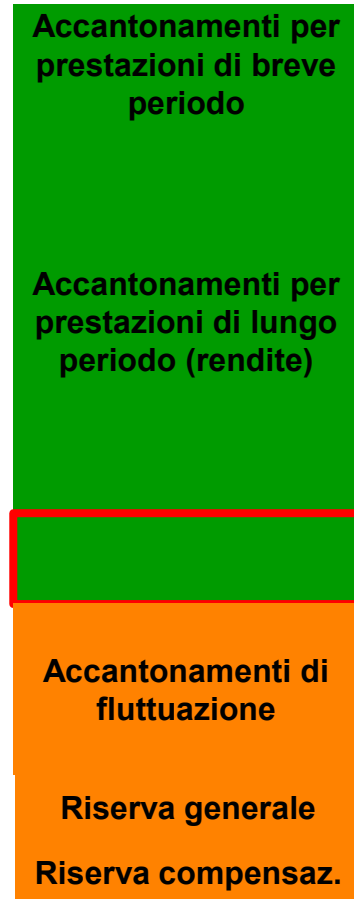 Accantonamenti per
prestazioni di breve
periodo
Accantonamenti per
prestazioni di lungo
periodo (rendite)
Accantonamenti di
fluttuazione
Riserva generale
Riserva compensaz.